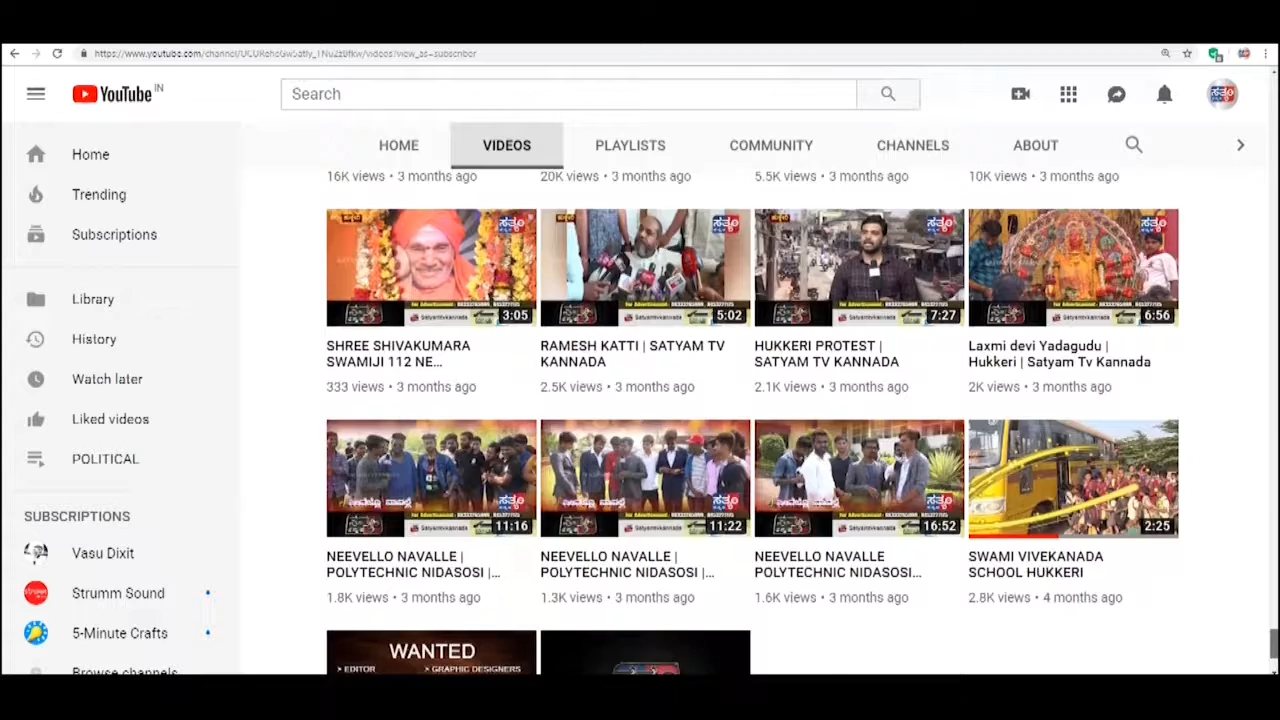 YouTube IN
Search
HOME VIDEOS PLAYLISTS COMMUNITY CHANNELS ABOUT
Home
Trending
Subscriptions
Library
History
Watch later
Liked videos
POLITICAL
SUBSCRIPTIONS
Vasu Dixit
Strumm Sound
5-Minute Crafts
Browse channels
16K views • 3 months ago
20K views • 3 months ago
5.5K views • 3 months ago
10K views • 3 months ago
ಸತ್ಯಂ
3:05
5:02
7:27
6:56
SHREE SHIVAKUMARA
SWAMIJI 112 NE...
333 views • 3 months ago
RAMESH KATTI | SATYAM TV
KANNADA
2.5K views • 3 months ago
HUKKERI PROTEST |
SATYAM TV KANNADA
2.1K views • 3 months ago
Laxmi devi Yadagudu |
Hukkeri | Satyam Tv Kannada
2K views • 3 months ago
11:16
11:22
16:52
2:25
NEEVELLO NAVALLE |
POLYTECHNIC NIDASOSI |...
1.8K views • 3 months ago
NEEVELLO NAVALLE |
POLYTECHNIC NIDASOSI |...
1.3K views • 3 months ago
NEEVELLO NAVALLE
POLYTECHNIC NIDASOSI...
1.6K views • 3 months ago
SWAMI VIVEKANADA
SCHOOL HUKKERI
2.8K views • 4 months ago
WANTED
> EDITOR > GRAPHIC DESIGNERS